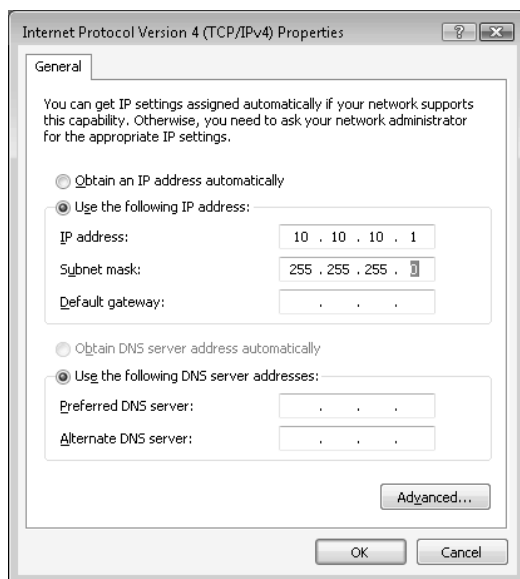 Internet Protocol Version 4 (TCP/IPv4) Properties
General
You can get IP settings assigned automatically if your network supports
this capability. Otherwise, you need to ask your network administrator
for the appropriate IP settings.
Obtain an IP address automatically
Use the following IP address:
IP address: 10 . 10 . 10 . 1
Subnet mask: 255 . 255 . 255 . 0
Default gateway: . . .
Obtain DNS server address automatically
Use the following DNS server addresses:
Preferred DNS server: . . .
Alternate DNS server: . . .
Advanced...
OK Cancel